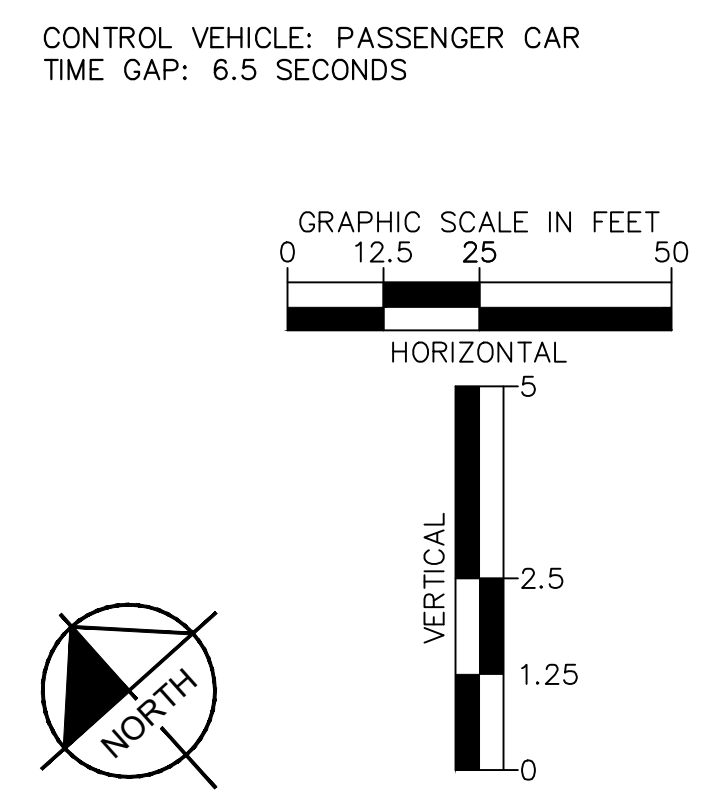 CONTROL VEHICLE: PASSENGER CAR
TIME GAP: 6.5 SECONDS
GRAPHIC SCALE IN FEET
0 12.5 25 50
HORIZONTAL
5
VERTICAL
2.5
1.25
0
NORTH